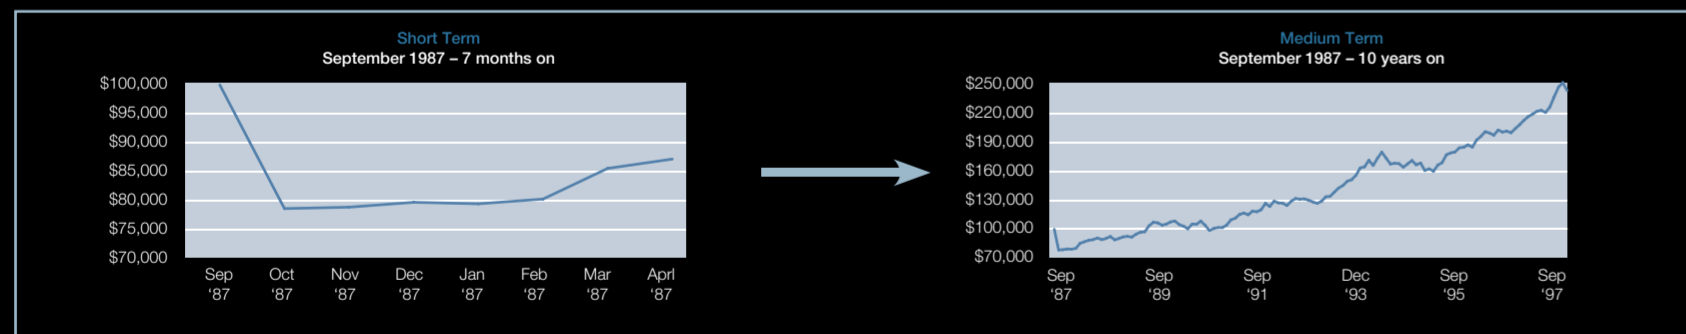 Short Term
September 1987 – 7 months on
$100,000
$95,000
$90,000
$85,000
$80,000
$75,000
$70,000
Sep Oct Nov Dec Jan Feb Mar Aprl
‘87 ‘87 ‘87 ‘87 ‘87 ‘87 ‘87 ‘87
Medium Term
September 1987 – 10 years on
$250,000
$220,000
$190,000
$160,000
$130,000
$100,000
$70,000
Sep Sep Sep Dec Sep Sep
‘87 ‘89 ‘91 ‘93 ‘95 ‘97